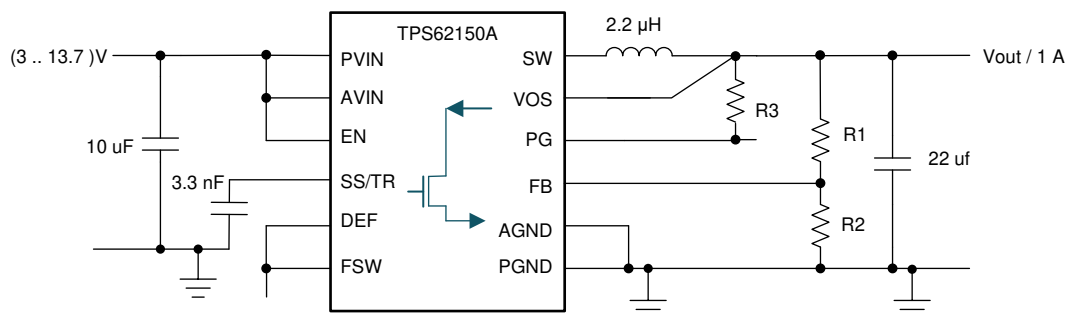 TPS62150A
2.2 µH
(3 .. 13.7 )V
PVIN
SW
Vout / 1 A
AVIN
VOS
R3
EN
PG
10 uF
R1
22 uf
3.3 nF
SS/TR
FB
DEF
AGND
R2
FSW
PGND